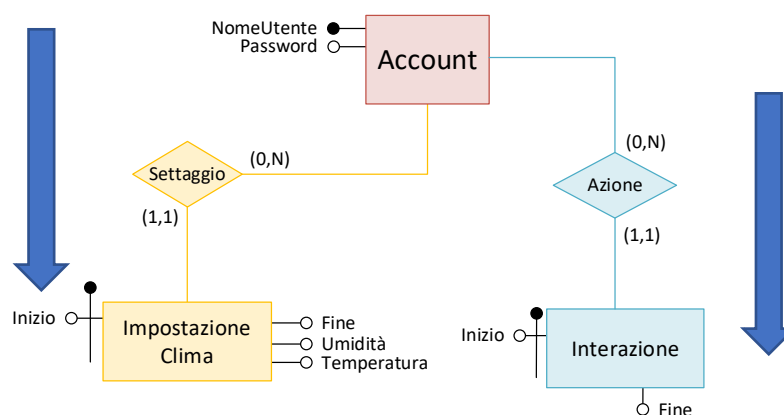 NomeUtente
Password
Account
(0,N)
(0,N)
Settaggio
Azione
(1,1)
(1,1)
Inizio
Impostazione
Clima
Fine
Umidità
Temperatura
Inizio
Interazione
Fine